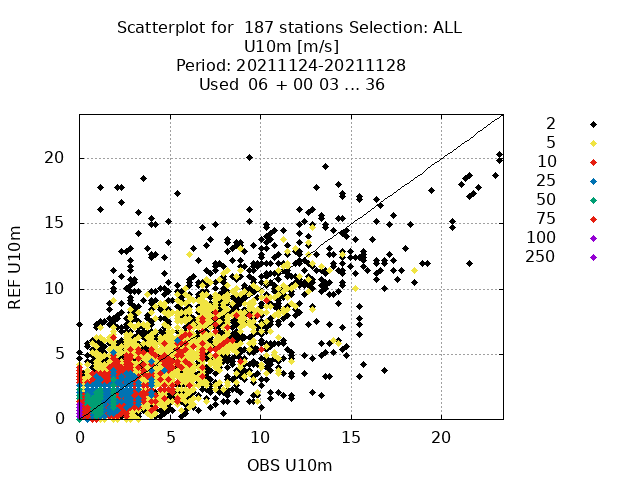 Scatterplot for  187 stations Selection: ALL
U10m [m/s]
Period: 20211124-20211128
Used  06 + 00 03 ... 36
REF U10m
20
15
10
5
0
0 5 10 15 20
OBS U10m
2
5
10
25
50
75
100
250